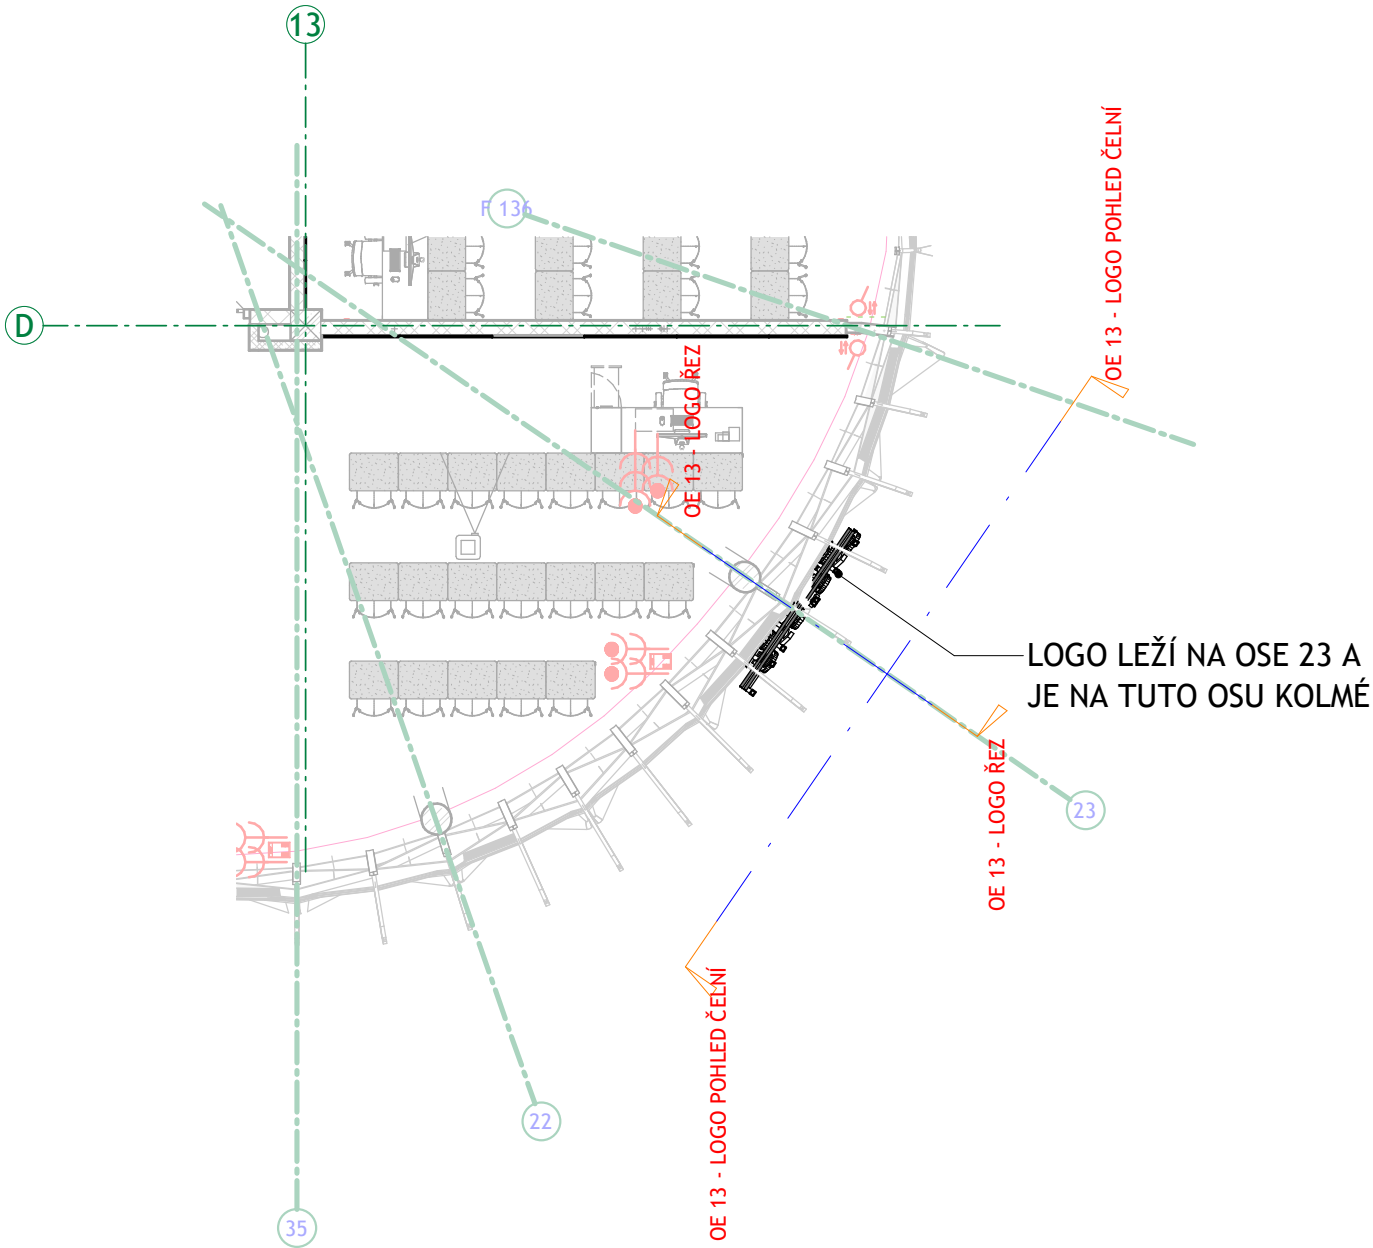 13
F 136
D
OE 13 - LOGO POHLED ČELNÍ
OE 13 - LOGO ŘEZ
LOGO LEŽÍ NA OSE 23 A
JE NA TUTO OSU KOLMÉ
OE 13 - LOGO ŘEZ
23
OE 13 - LOGO POHLED ČELNÍ
22
35